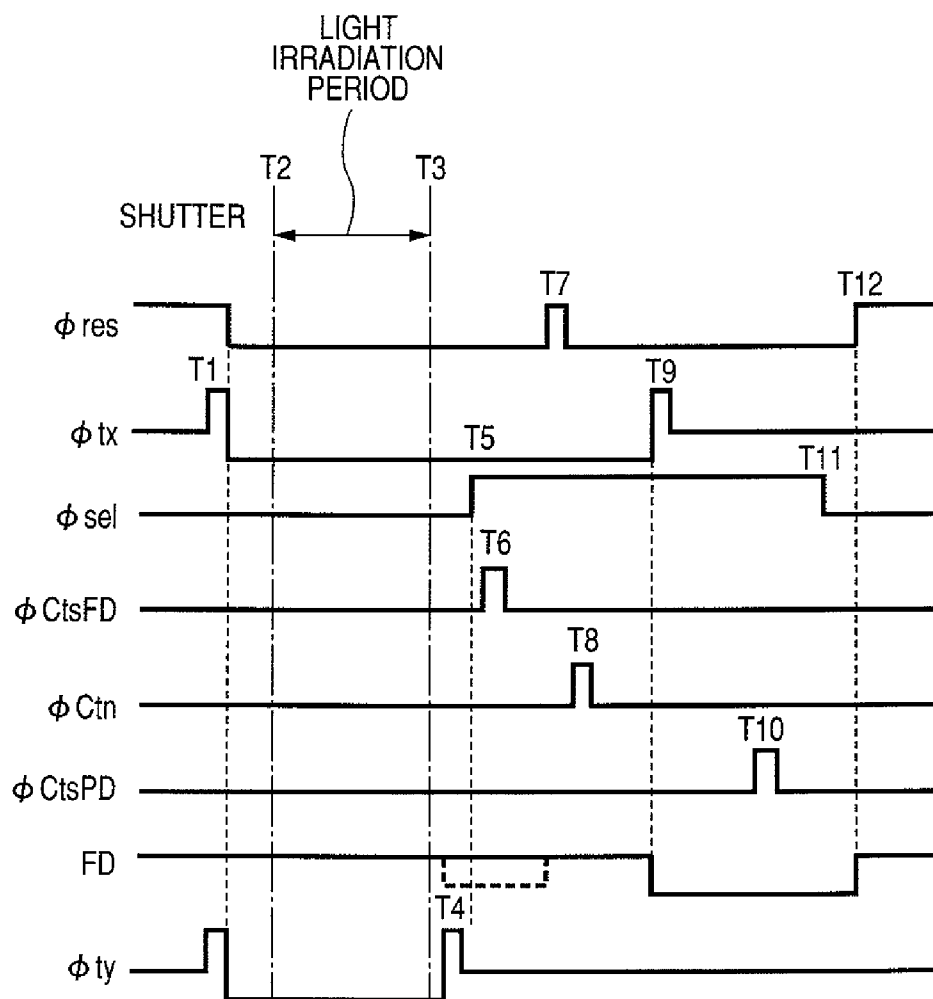 LIGHT
IRRADIATION
PERIOD
T2
T3
SHUTTER
T7
T12
ϕ res
T1
T9
ϕ tx
T5
T11
ϕ sel
T6
ϕ CtsFD
T8
ϕ Ctn
T10
ϕ CtsPD
FD
T4
ϕ ty